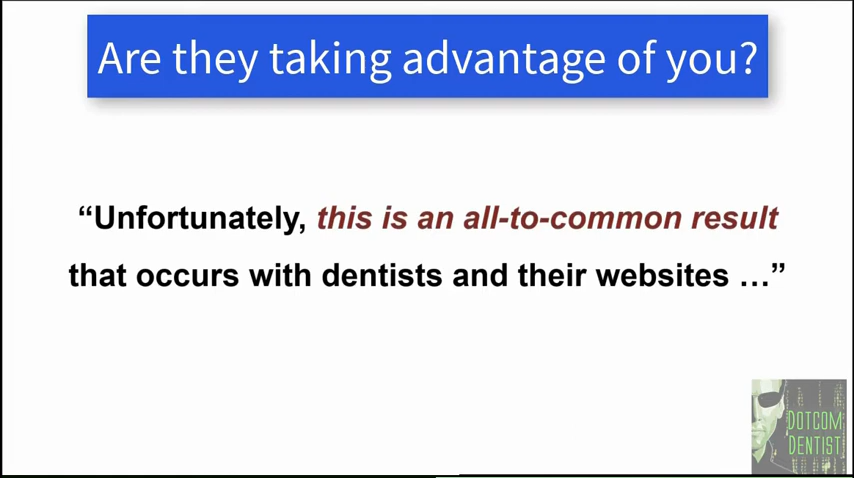 Are they taking advantage of you?
“Unfortunately, this is an all-to-common result
that occurs with dentists and their websites …”
DOTCOM
DENTIST